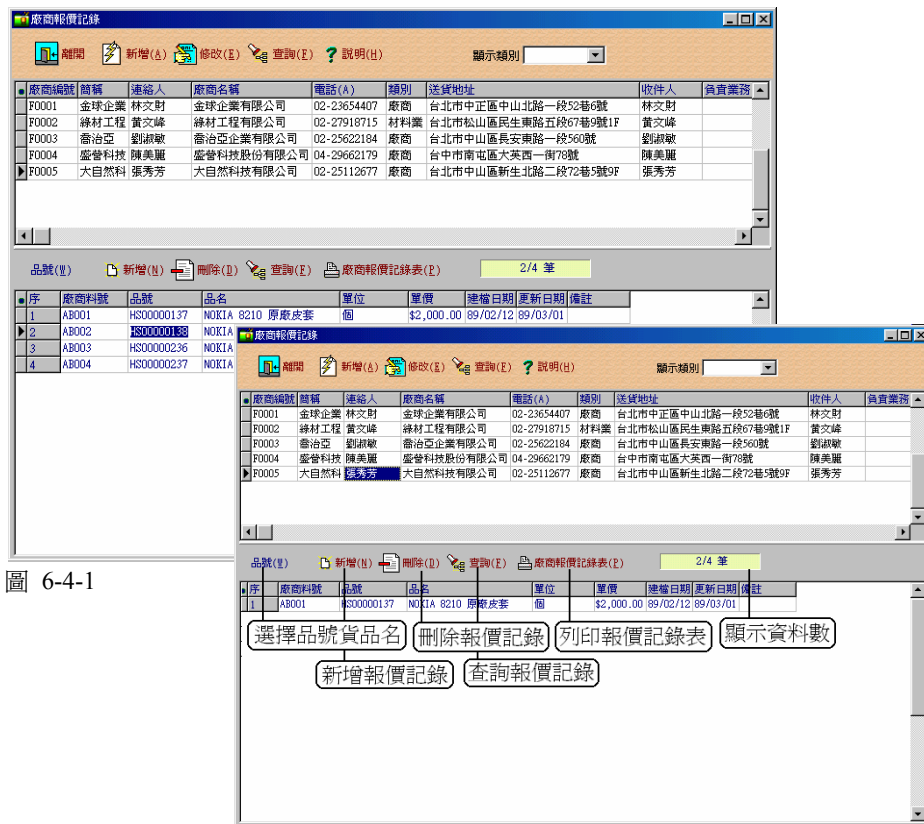 廠商報價記錄
離開 新增(A) 修改(E) 查詢(F) 說明(H) 顯示類別
廠商編號 簡稱 連絡人 廠商名稱 電話(A) 類別 送貨地址 收件人 負責業務
F0001 金球企業 林文財 金球企業有限公司 02-23654407 廠商 台北市中正區中山北路一段52巷6號 林文財
F0002 綠材工程 黃文峰 綠材工程有限公司 02-27918715 材料業 台北市松山區民生東路五段67巷9號1F 黃文峰
F0003 喬治亞 劉淑敏 喬治亞企業有限公司 02-25622184 廠商 台北市中山區長安東路一段560號 劉淑敏
F0004 盛譽科技 陳美麗 盛譽科技股份有限公司 04-29662179 廠商 台中市南屯區大英西一街78號 陳美麗
F0005 大自然科 張秀芳 大自然科技有限公司 02-25112677 廠商 台北市中山區新生北路二段72巷5號9F 張秀芳
品號(W) 新增(N) 刪除(D) 查詢(F) 廠商報價記錄表(P) 2/4 筆
序 廠商料號 品號 品名 單位 單價 建檔日期 更新日期 備註
1 AB001 HS00000137 NOKIA 8210 原廠皮套 個 $2,000.00 89/02/12 89/03/01
2 AB002 HS00000138 NOKIA
3 AB003 HS00000236 NOKIA
4 AB004 HS00000237 NOKIA
廠商報價記錄
離開 新增(A) 修改(E) 查詢(F) 說明(H) 顯示類別
廠商編號 簡稱 連絡人 廠商名稱 電話(A) 類別 送貨地址 收件人 負責業務
F0001 金球企業 林文財 金球企業有限公司 02-23654407 廠商 台北市中正區中山北路一段52巷6號 林文財
F0002 綠材工程 黃文峰 綠材工程有限公司 02-27918715 材料業 台北市松山區民生東路五段67巷9號1F 黃文峰
F0003 喬治亞 劉淑敏 喬治亞企業有限公司 02-25622184 廠商 台北市中山區長安東路一段560號 劉淑敏
F0004 盛譽科技 陳美麗 盛譽科技股份有限公司 04-29662179 廠商 台中市南屯區大英西一街78號 陳美麗
F0005 大自然科 張秀芳 大自然科技有限公司 02-25112677 廠商 台北市中山區新生北路二段72巷5號9F 張秀芳
品號(W) 新增(N) 刪除(D) 查詢(F) 廠商報價記錄表(P) 2/4 筆
序 廠商料號 品號 品名 單位 單價 建檔日期 更新日期 備註
1 AB001 HS00000137 NOKIA 8210 原廠皮套 個 $2,000.00 89/02/12 89/03/01
選擇品號貨品名 刪除報價記錄 列印報價記錄表 顯示資料數
新增報價記錄 查詢報價記錄
圖 6-4-1